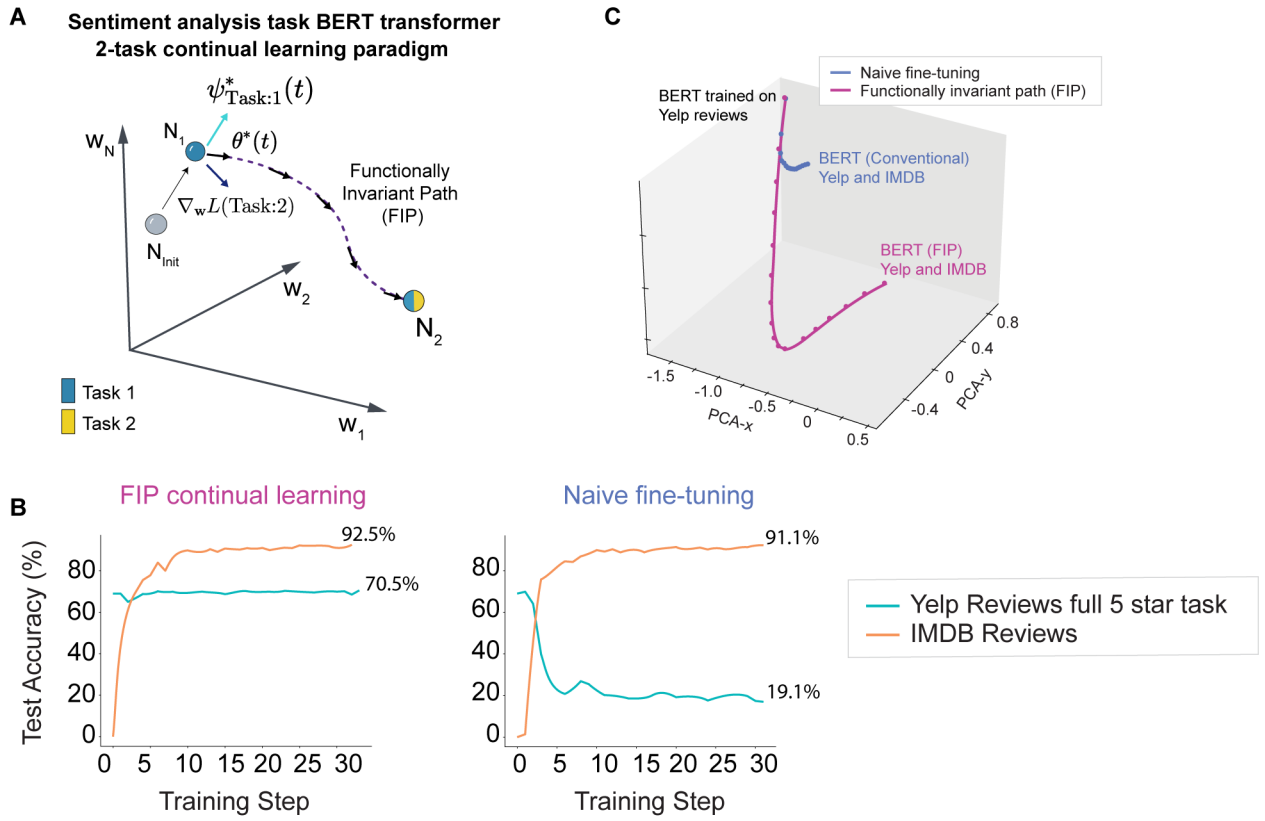 A
Sentiment analysis task BERT transformer
2-task continual learning paradigm
ψ*Task:1(t)
N1
θ*(t)
wN
Functionally
Invariant Path
(FIP)
∇wL(Task:2)
NInit
w2
N2
Task 1
Task 2
w1
C
Naive fine-tuning
Functionally invariant path (FIP)
BERT trained on
Yelp reviews
BERT (Conventional)
Yelp and IMDB
BERT (FIP)
Yelp and IMDB
0.8
0.4
0
-0.4
PCA-y
-1.5
-1.0
-0.5
0
0.5
PCA-x
B
FIP continual learning
92.5%
70.5%
80
60
40
20
0
Test Accuracy (%)
0 5 10 15 20 25 30
Training Step
Naive fine-tuning
91.1%
19.1%
80
60
40
20
0
0 5 10 15 20 25 30
Training Step
Yelp Reviews full 5 star task
IMDB Reviews